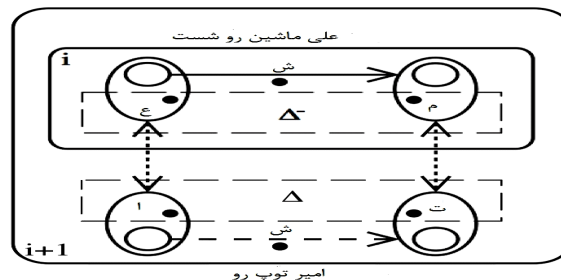 علی ماشین رو شست
i
ش
ع
م
Δ-
Δ
ا
ت
ش
i+1
امیر توپ رو